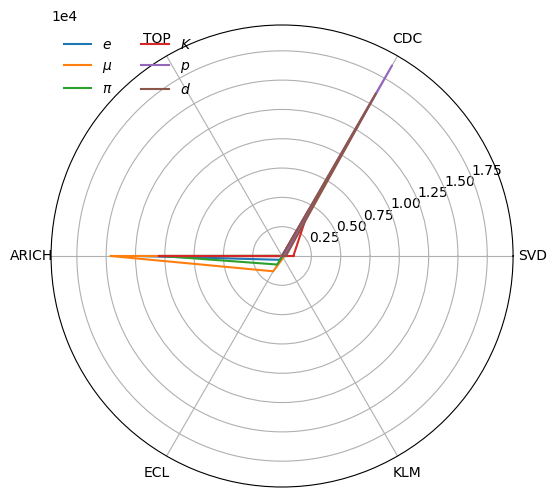 1e4
TOP
CDC
e
μ
π
K
p
d
1.75
1.50
1.25
1.00
0.75
0.50
0.25
ARICH
SVD
ECL
KLM